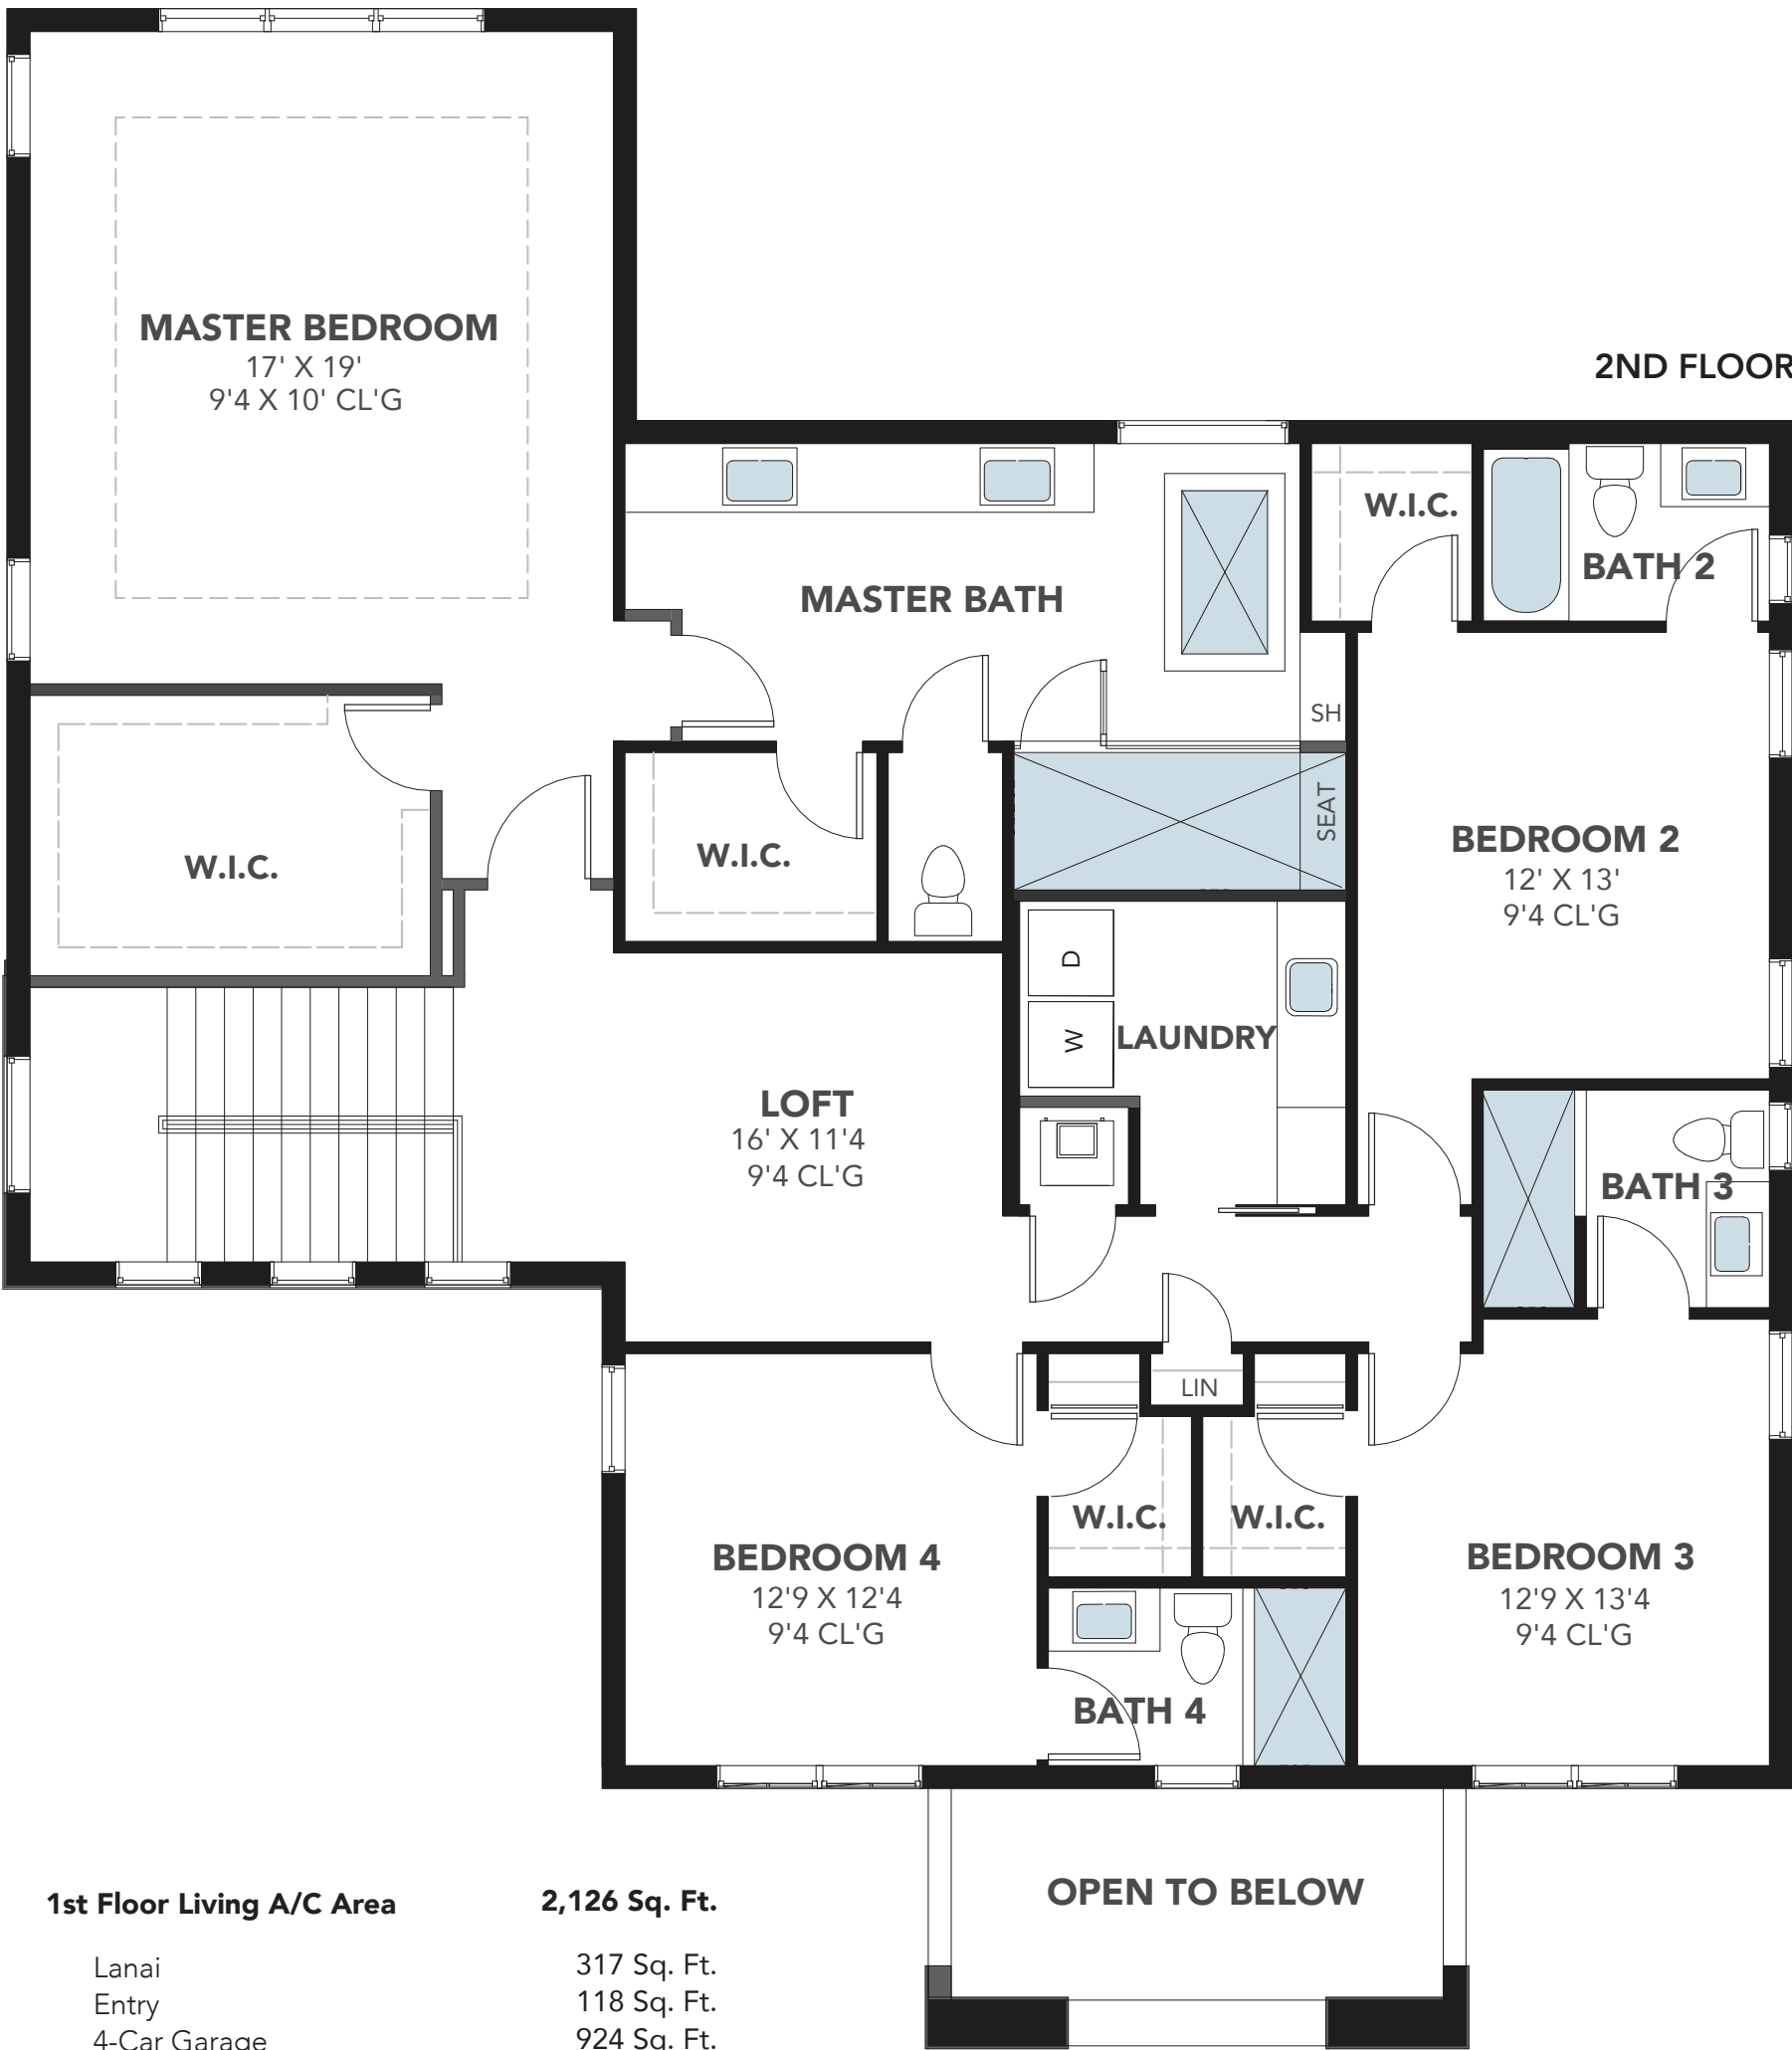 MASTER BEDROOM
17' X 19'
9'4 X 10' CL'G
2ND FLOOR
W.I.C.
BATH 2
MASTER BATH
SH
SEAT
W.I.C.
W.I.C.
BEDROOM 2
12' X 13'
9'4 CL'G
D
W
LAUNDRY
LOFT
16' X 11'4
9'4 CL'G
BATH 3
LIN
W.I.C.
W.I.C.
BEDROOM 4
12'9 X 12'4
9'4 CL'G
BEDROOM 3
12'9 X 13'4
9'4 CL'G
BATH 4
OPEN TO BELOW
1st Floor Living A/C Area 2,126 Sq. Ft.
Lanai 317 Sq. Ft.
Entry 118 Sq. Ft.
4-Car Garage 924 Sq. Ft.